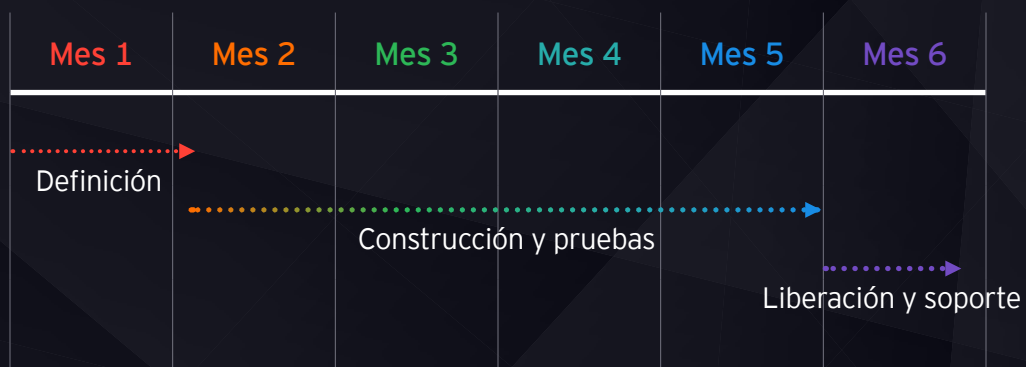 Mes 1 Mes 2 Mes 3 Mes 4 Mes 5 Mes 6
Definición
Construcción y pruebas
Liberación y soporte